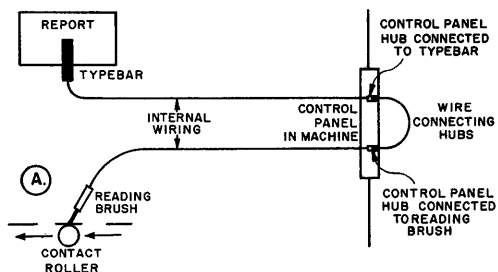 REPORT
TYPEBAR
CONTROL PANEL
HUB CONNECTED
TO TYPEBAR
INTERNAL
WIRING
CONTROL
PANEL
IN MACHINE
WIRE
CONNECTING
HUBS
A.
READING
BRUSH
CONTACT
ROLLER
CONTROL PANEL
HUB CONNECTED
TO READING
BRUSH